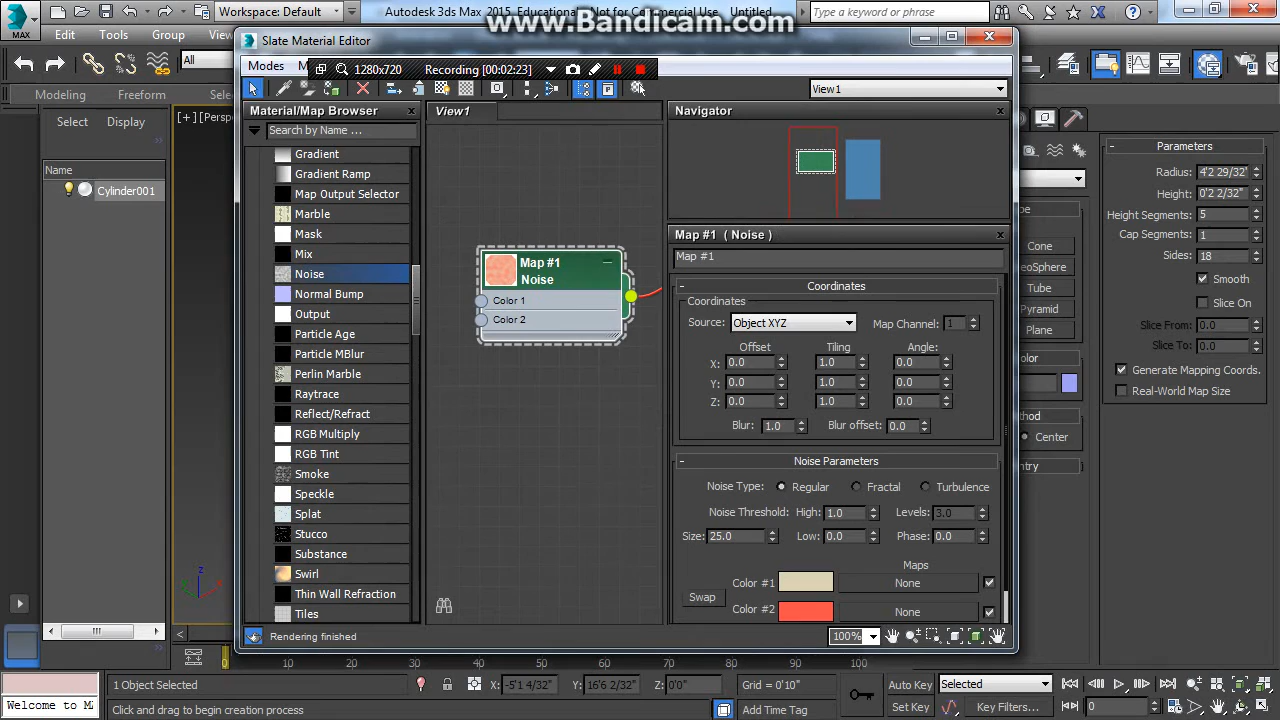 Workspace: Default
Autodesk 3ds Max 2015, Educational
Not for Commercial Use
Untitled
Type a keyword or phrase
www.Bandicam.com
MAX
Edit Tools Group
Slate Material Editor
Modes M
1280x720 Recording [00:02:23]
All
View1
Modeling Freeform
Select Display
Name
Cylinder001
[+] [Persp
Material/Map Browser
Search by Name ...
Gradient
Gradient Ramp
Map Output Selector
Marble
Mask
Mix
Noise
Normal Bump
Output
Particle Age
Particle MBlur
Perlin Marble
Raytrace
Reflect/Refract
RGB Multiply
RGB Tint
Smoke
Speckle
Splat
Stucco
Substance
Swirl
Thin Wall Refraction
Tiles
View1
Map #1
Noise
Color 1
Color 2
Navigator
Map #1 ( Noise )
Map #1
Coordinates
Coordinates
Source: Object XYZ Map Channel: 1
Offset Tiling Angle:
X: 0.0 1.0 0.0
Y: 0.0 1.0 0.0
Z: 0.0 1.0 0.0
Blur: 1.0 Blur offset: 0.0
Noise Parameters
Noise Type: Regular Fractal Turbulence
Noise Threshold: High: 1.0 Levels: 3.0
Size: 25.0 Low: 0.0 Phase: 0.0
Maps
Color #1 None
Swap
Color #2 None
Rendering finished
100%
Cone
eoSphere
Tube
yramid
Plane
olor
thod
Center
ntry
Parameters
Radius: 4'2 29/32"
Height: 0'2 2/32"
Height Segments: 5
Cap Segments: 1
Sides: 18
Smooth
Slice On
Slice From: 0.0
Slice To: 0.0
Generate Mapping Coords.
Real-World Map Size
0 10 20 30 40 50 60 70 80 90 100
Welcome to M
1 Object Selected
X: -5'1 4/32" Y: 16'6 2/32" Z: 0'0" Grid = 0'10"
Click and drag to begin creation process
Add Time Tag
Auto Key Selected
Set Key Key Filters...
0